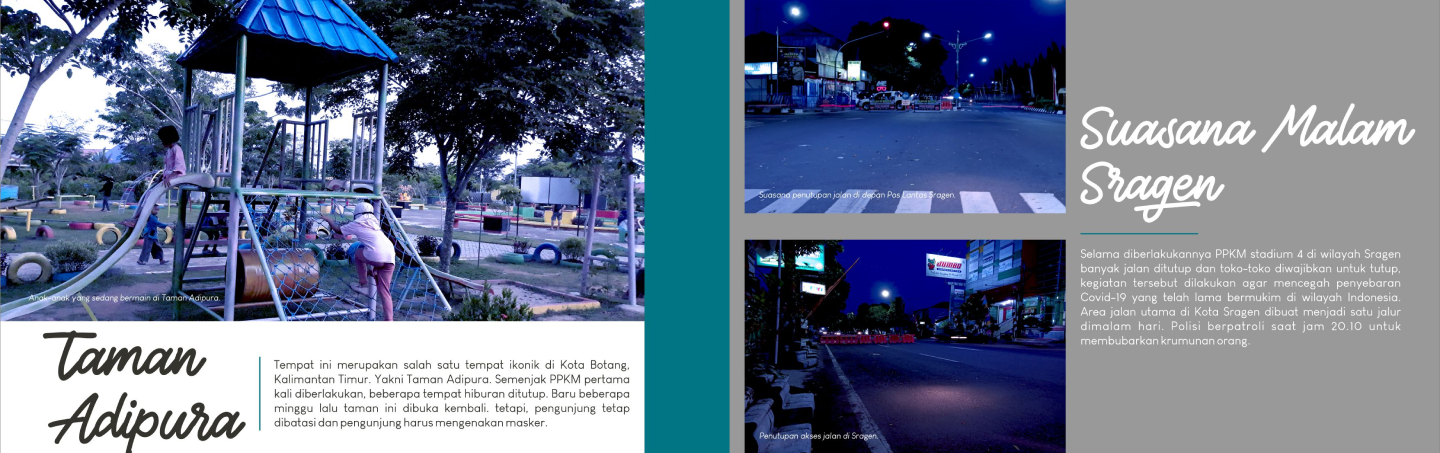 Anak-anak yang sedang bermain di Taman Adipura.
Taman
Adipura
Tempat ini merupakan salah satu tempat ikonik di Kota Botang,
Kalimantan Timur. Yakni Taman Adipura. Semenjak PPKM pertama
kali diberlakukan, beberapa tempat hiburan ditutup. Baru beberapa
minggu lalu taman ini dibuka kembali. tetapi, pengunjung tetap
dibatasi dan pengunjung harus mengenakan masker.
Suasana penutupan jalan di depan Pos Lantas Sragen.
Penutupan akses jalan di Sragen.
Suasana Malam
Sragen
Selama diberlakukannya PPKM stadium 4 di wilayah Sragen
banyak jalan ditutup dan toko-toko diwajibkan untuk tutup,
kegiatan tersebut dilakukan agar mencegah penyebaran
Covid-19 yang telah lama bermukim di wilayah Indonesia.
Area jalan utama di Kota Sragen dibuat menjadi satu jalur
dimalam hari. Polisi berpatroli saat jam 20.10 untuk
membubarkan krumunan orang.